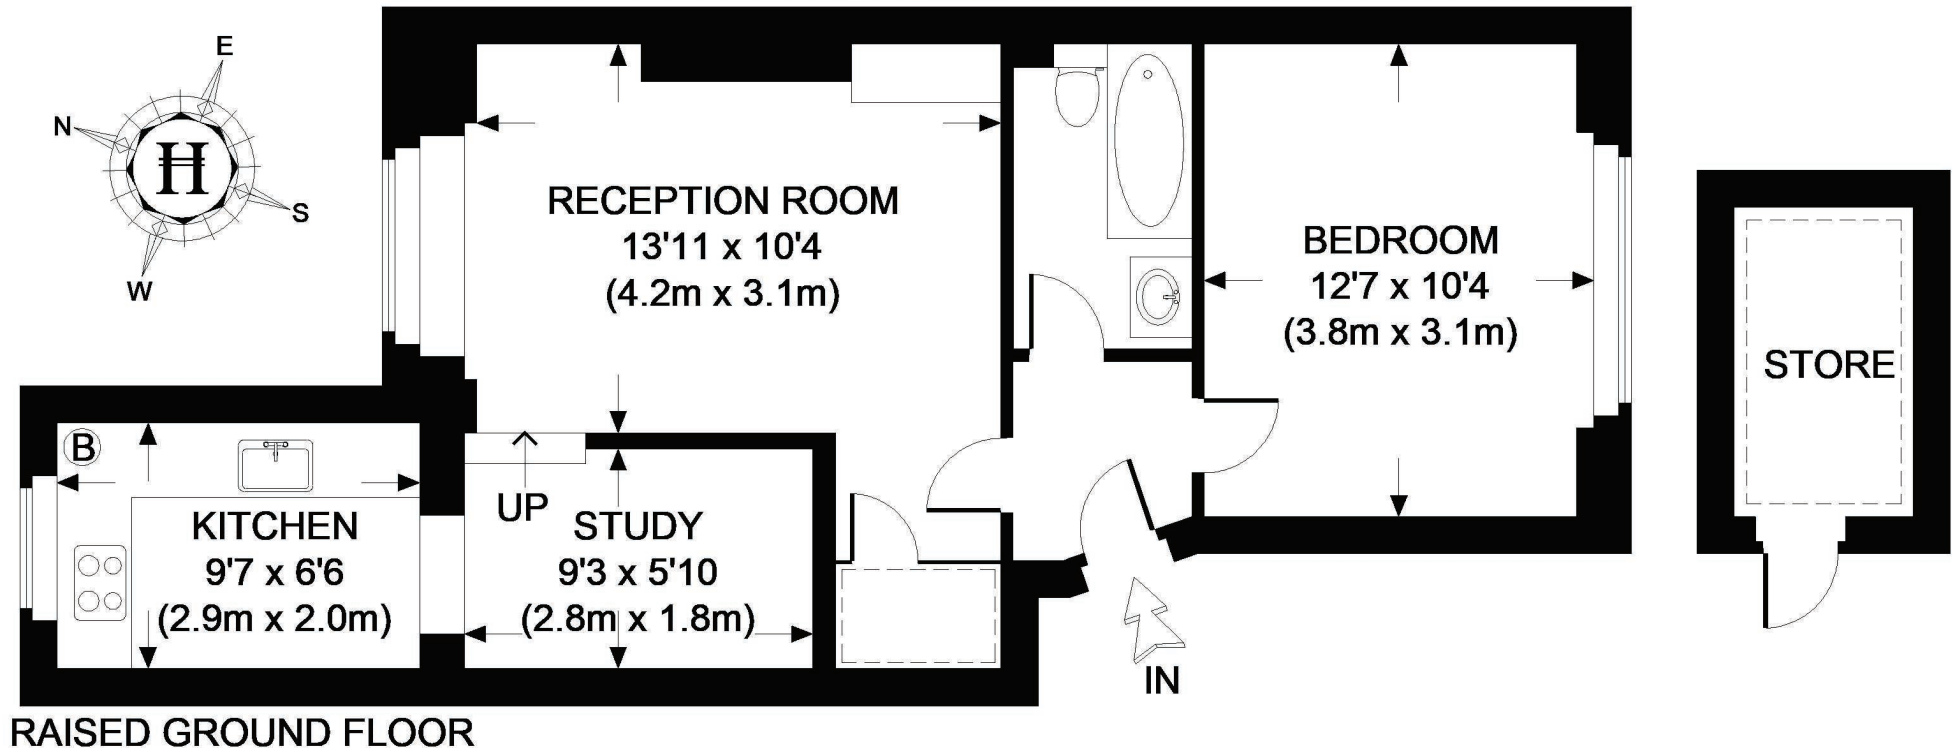 E
N
H
S
W
RECEPTION ROOM
13'11 x 10'4
(4.2m x 3.1m)
BEDROOM
12'7 x 10'4
(3.8m x 3.1m)
STORE
B
KITCHEN
9'7 x 6'6
(2.9m x 2.0m)
UP
STUDY
9'3 x 5'10
(2.8m x 1.8m)
IN
RAISED GROUND FLOOR